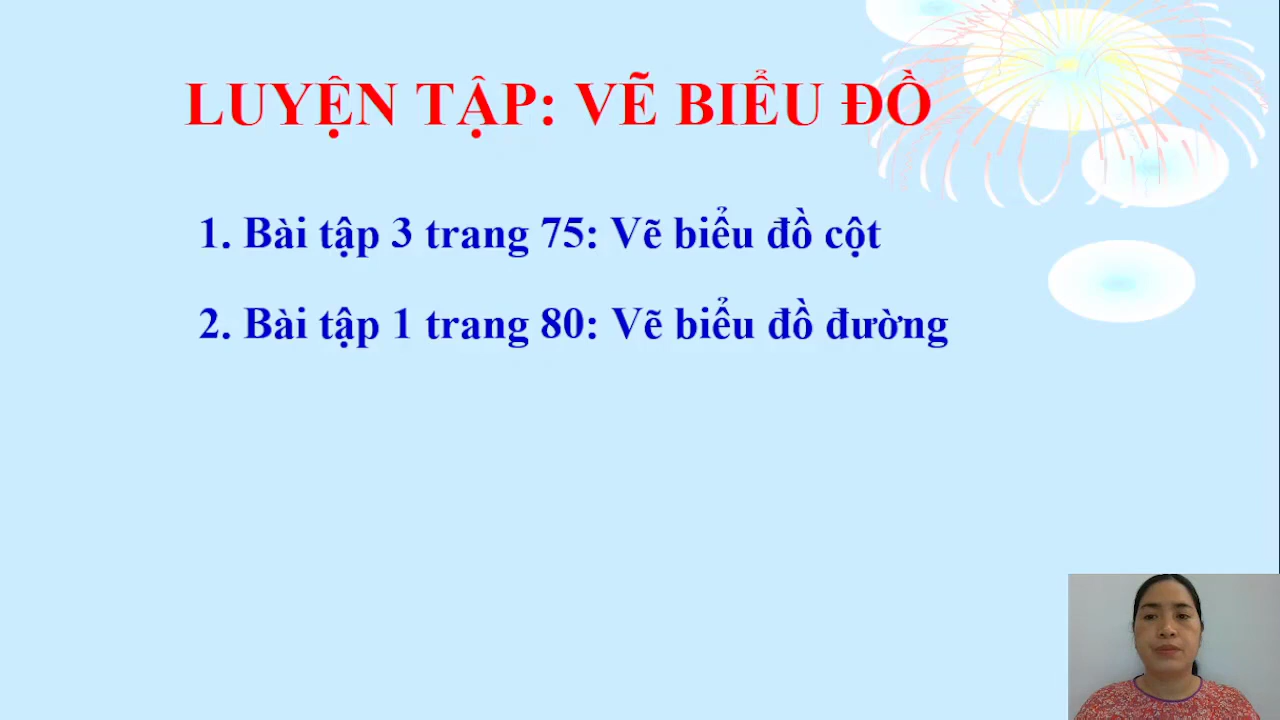 LUYỆN TẬP: VẼ BIỂU ĐỒ
1. Bài tập 3 trang 75: Vẽ biểu đồ cột
2. Bài tập 1 trang 80: Vẽ biểu đồ đường